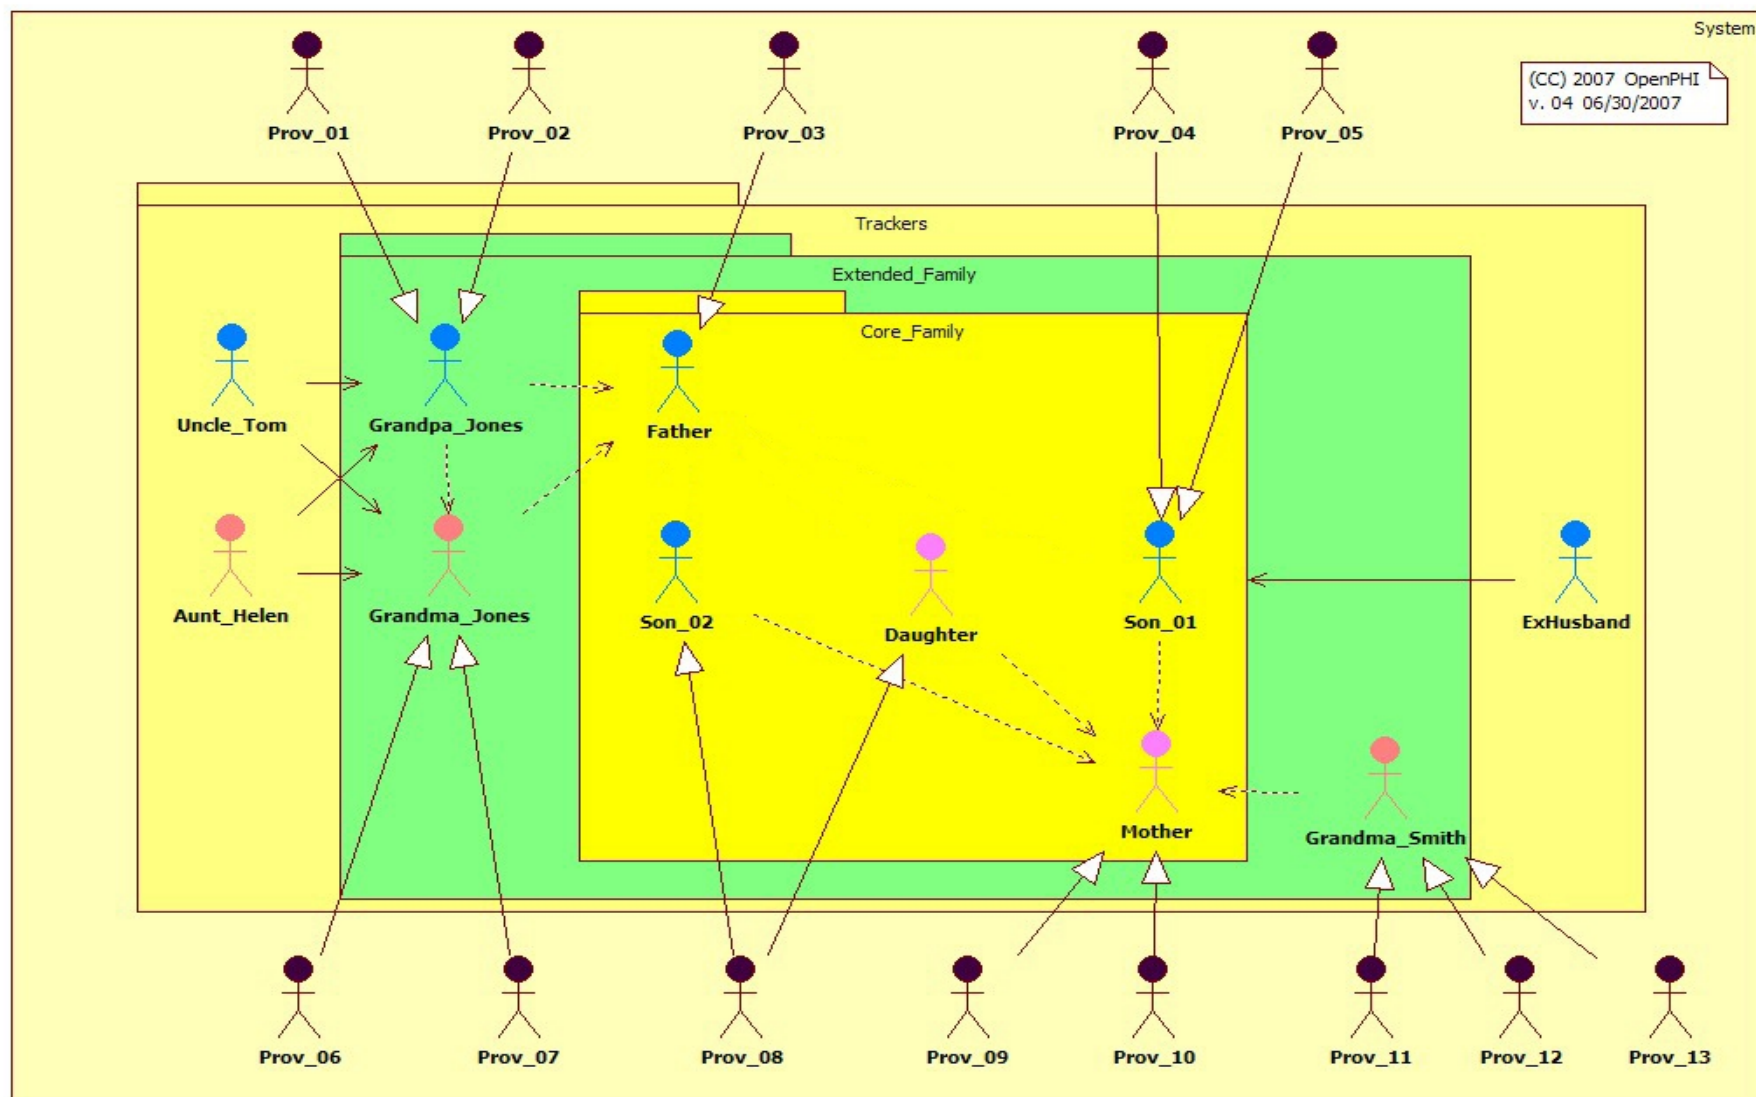 System
(CC) 2007 OpenPHI
v. 04 06/30/2007
Prov_01
Prov_02
Prov_03
Prov_04
Prov_05
Trackers
Extended_Family
Core_Family
Uncle_Tom
Grandpa_Jones
Father
Aunt_Helen
Grandma_Jones
Son_02
Daughter
Son_01
ExHusband
Mother
Grandma_Smith
Prov_06
Prov_07
Prov_08
Prov_09
Prov_10
Prov_11
Prov_12
Prov_13